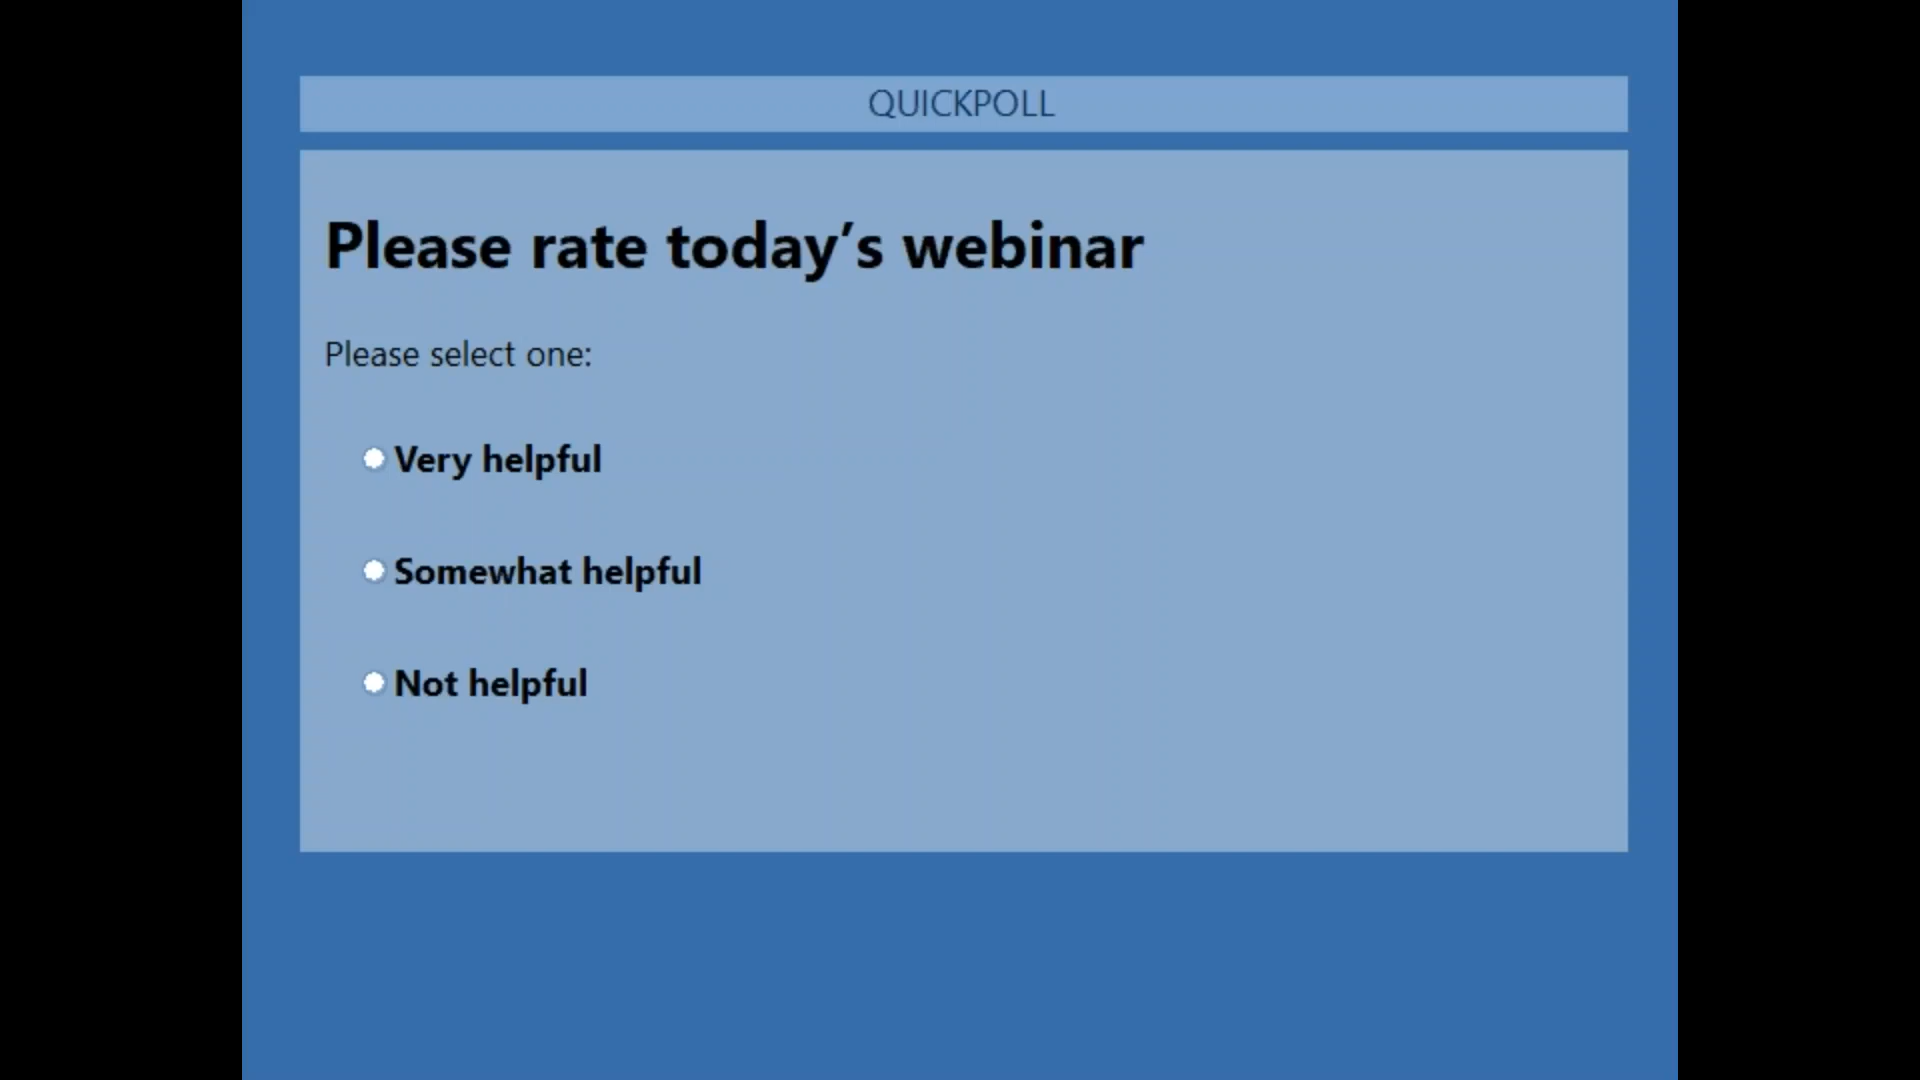 QUICKPOLL
Please rate today’s webinar
Please select one:
Very helpful
Somewhat helpful
Not helpful